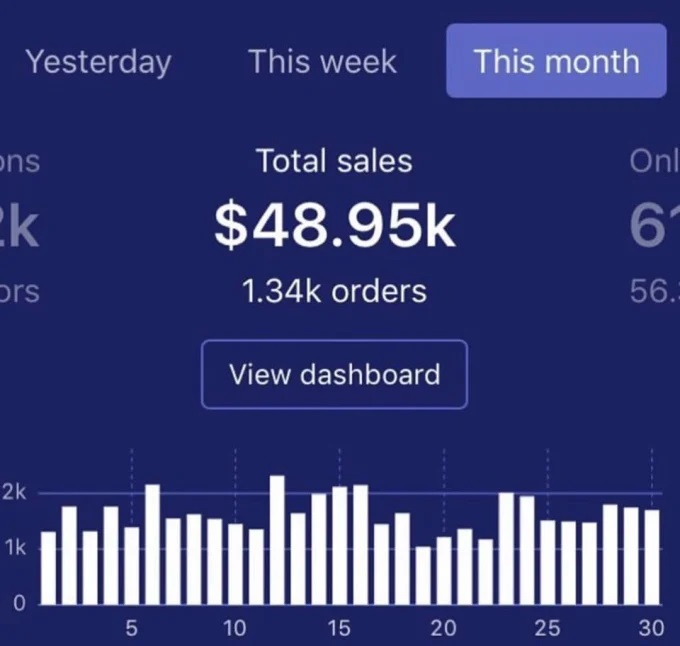 Yesterday This week This month
ons Total sales Onl
2k $48.95k 61
ors 1.34k orders 56.
View dashboard
2k
1k
0
5 10 15 20 25 30